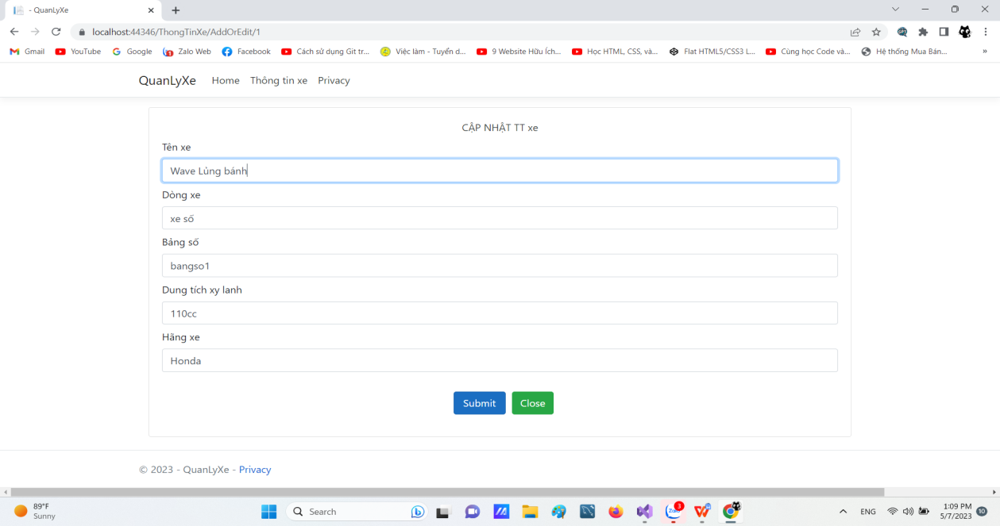 - QuanLyXe
localhost:44346/ThongTinXe/AddOrEdit/1
Gmail YouTube Google Zalo Web Facebook Cách sử dụng Git tr... Việc làm - Tuyển d... 9 Website Hữu Ích... Học HTML, CSS, và... Flat HTML5/CSS3 L... Cùng học Code và... Hệ thống Mua Bán... »
QuanLyXe Home Thông tin xe Privacy
CẬP NHẬT TT xe
Tên xe
Wave Lủng bánh
Dòng xe
xe số
Bảng số
bangso1
Dung tích xy lanh
110cc
Hãng xe
Honda
Submit Close
© 2023 - QuanLyXe - Privacy
89°F
Sunny
Search
3
ENG
1:09 PM
5/7/2023
10